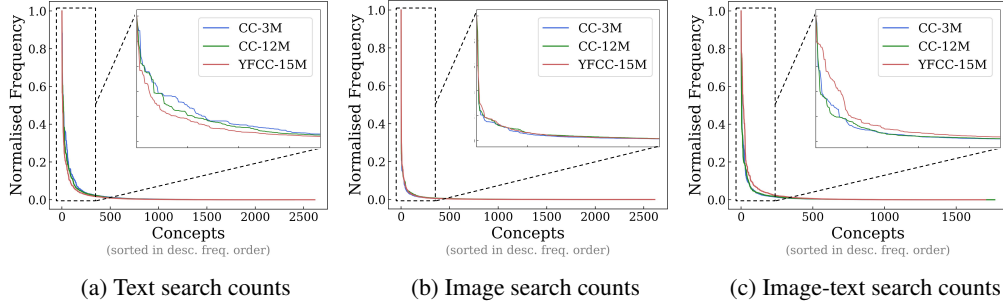 1.0
0.8
0.6
0.4
0.2
0.0
Normalised Frequency
CC-3M
CC-12M
YFCC-15M
0 500 1000 1500 2000 2500
Concepts
(sorted in desc. freq. order)
(a) Text search counts
1.0
0.8
0.6
0.4
0.2
0.0
Normalised Frequency
CC-3M
CC-12M
YFCC-15M
0 500 1000 1500 2000 2500
Concepts
(sorted in desc. freq. order)
(b) Image search counts
1.0
0.8
0.6
0.4
0.2
0.0
Normalised Frequency
CC-3M
CC-12M
YFCC-15M
0 500 1000 1500
Concepts
(sorted in desc. freq. order)
(c) Image-text search counts